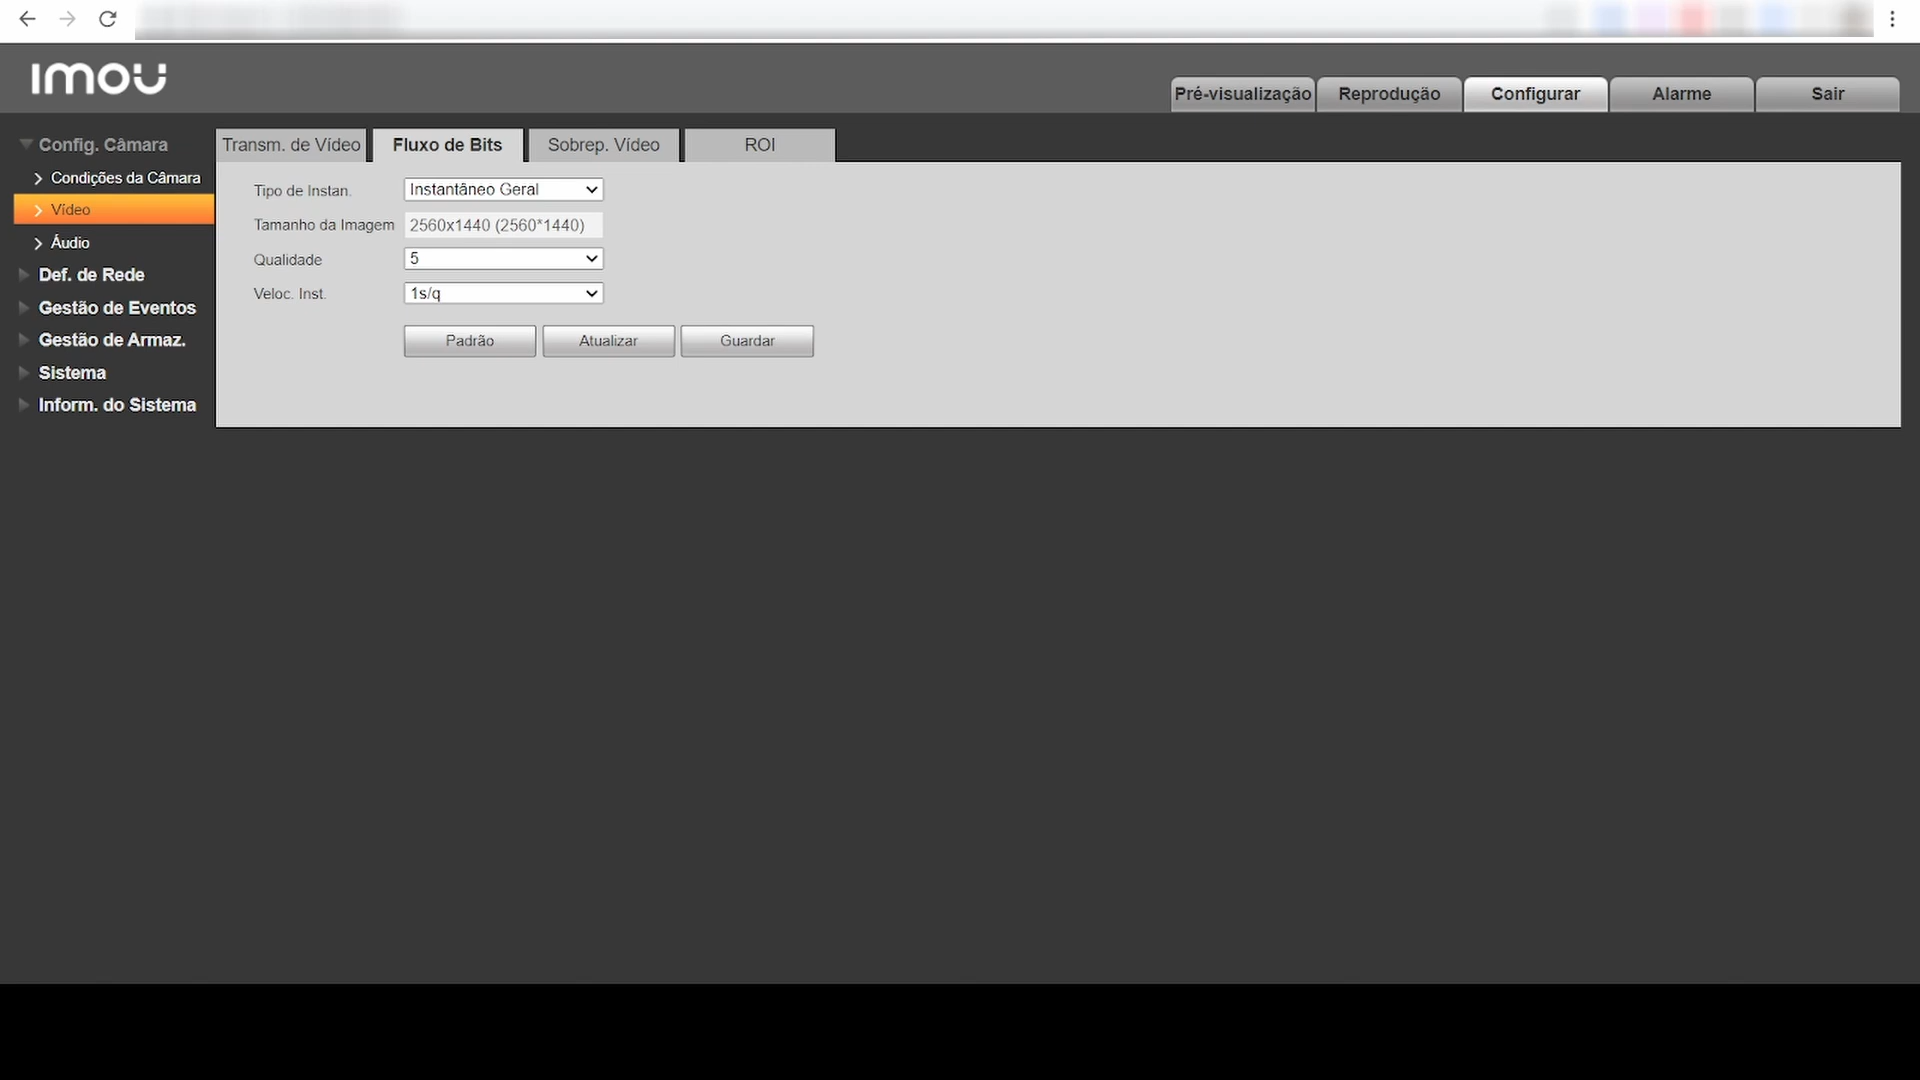 ımou
Pré-visualização
Reprodução
Configurar
Alarme
Sair
Config. Câmara
Condições da Câmara
Vídeo
Áudio
Def. de Rede
Gestão de Eventos
Gestão de Armaz.
Sistema
Inform. do Sistema
Transm. de Vídeo
Fluxo de Bits
Sobrep. Vídeo
ROI
Tipo de Instan.
Instantâneo Geral
Tamanho da Imagem
2560x1440 (2560*1440)
Qualidade
5
Veloc. Inst.
1s/q
Padrão
Atualizar
Guardar